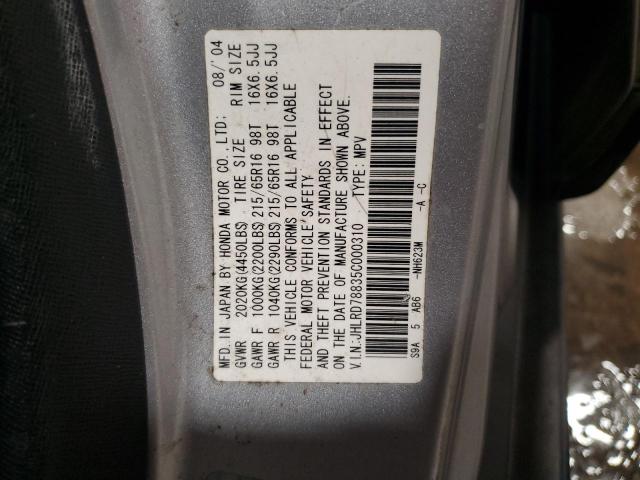 MFD. IN JAPAN BY HONDA MOTOR CO., LTD; 08/'04
GVWR 2020KG(4450LBS) TIRE SIZE RIM SIZE
GAWR F 1000KG(2200LBS) 215/65R16 98T 16X6.5JJ
GAWR R 1040KG(2290LBS) 215/65R16 98T 16X6.5JJ
THIS VEHICLE CONFORMS TO ALL APPLICABLE
FEDERAL MOTOR VEHICLE SAFETY
AND THEFT PREVENTION STANDARDS IN EFFECT
ON THE DATE OF MANUFACTURE SHOWN ABOVE.
V.I.N:JHLRD78835C000310 TYPE: MPV
S9A 5 AB6 -NH623M -A -C